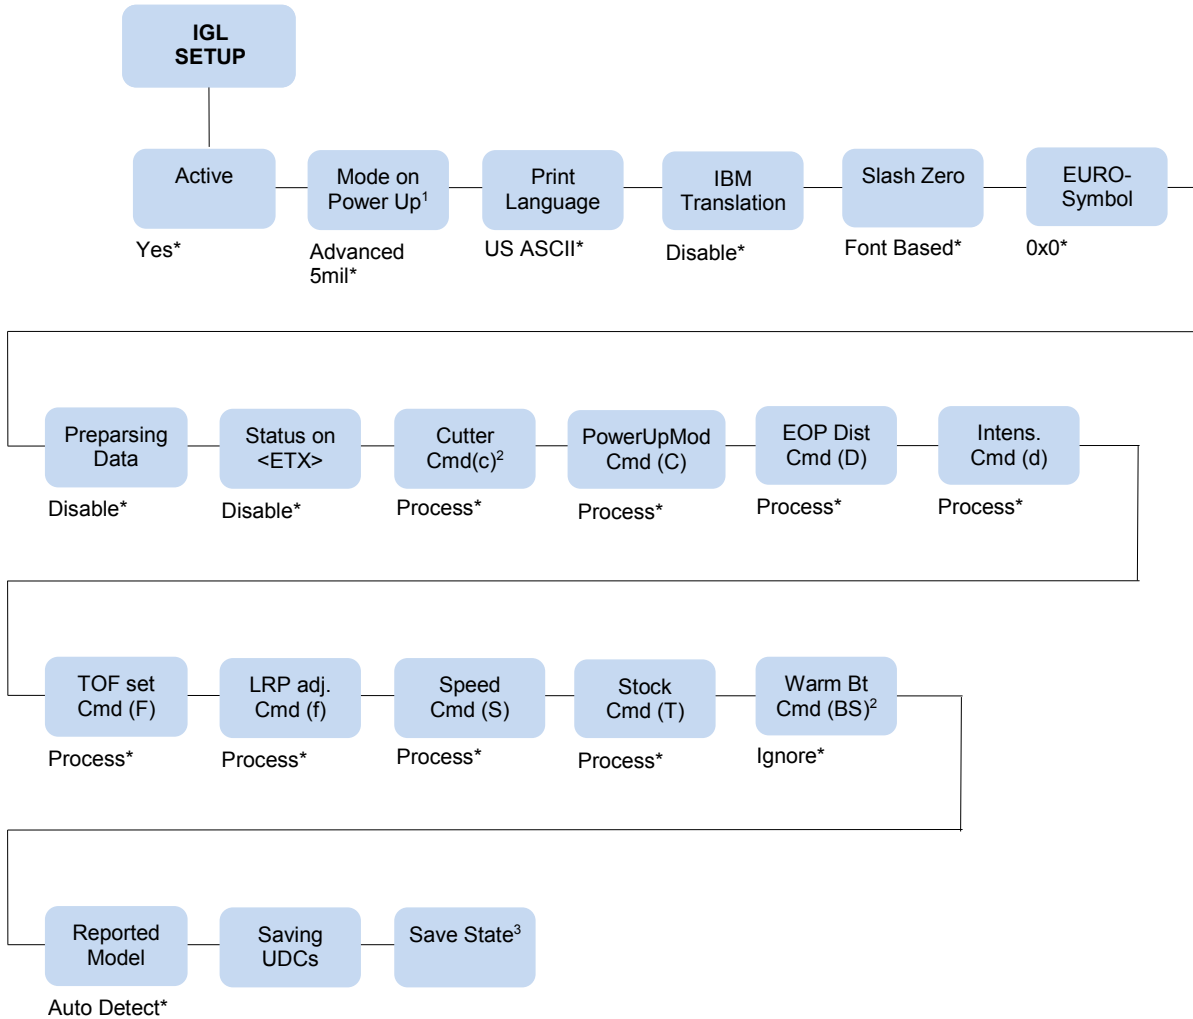 IGL
SETUP
Active
Yes*
Mode on
Power Up¹
Advanced
5mil*
Print
Language
US ASCII*
IBM
Translation
Disable*
Slash Zero
Font Based*
EURO-
Symbol
0x0*
Preparsing
Data
Disable*
Status on
<ETX>
Disable*
Cutter
Cmd(c)²
Process*
PowerUpMod
Cmd (C)
Process*
EOP Dist
Cmd (D)
Process*
Intens.
Cmd (d)
Process*
TOF set
Cmd (F)
Process*
LRP adj.
Cmd (f)
Process*
Speed
Cmd (S)
Process*
Stock
Cmd (T)
Process*
Warm Bt
Cmd (BS)²
Ignore*
Reported
Model
Auto Detect*
Saving
UDCs
Save State³